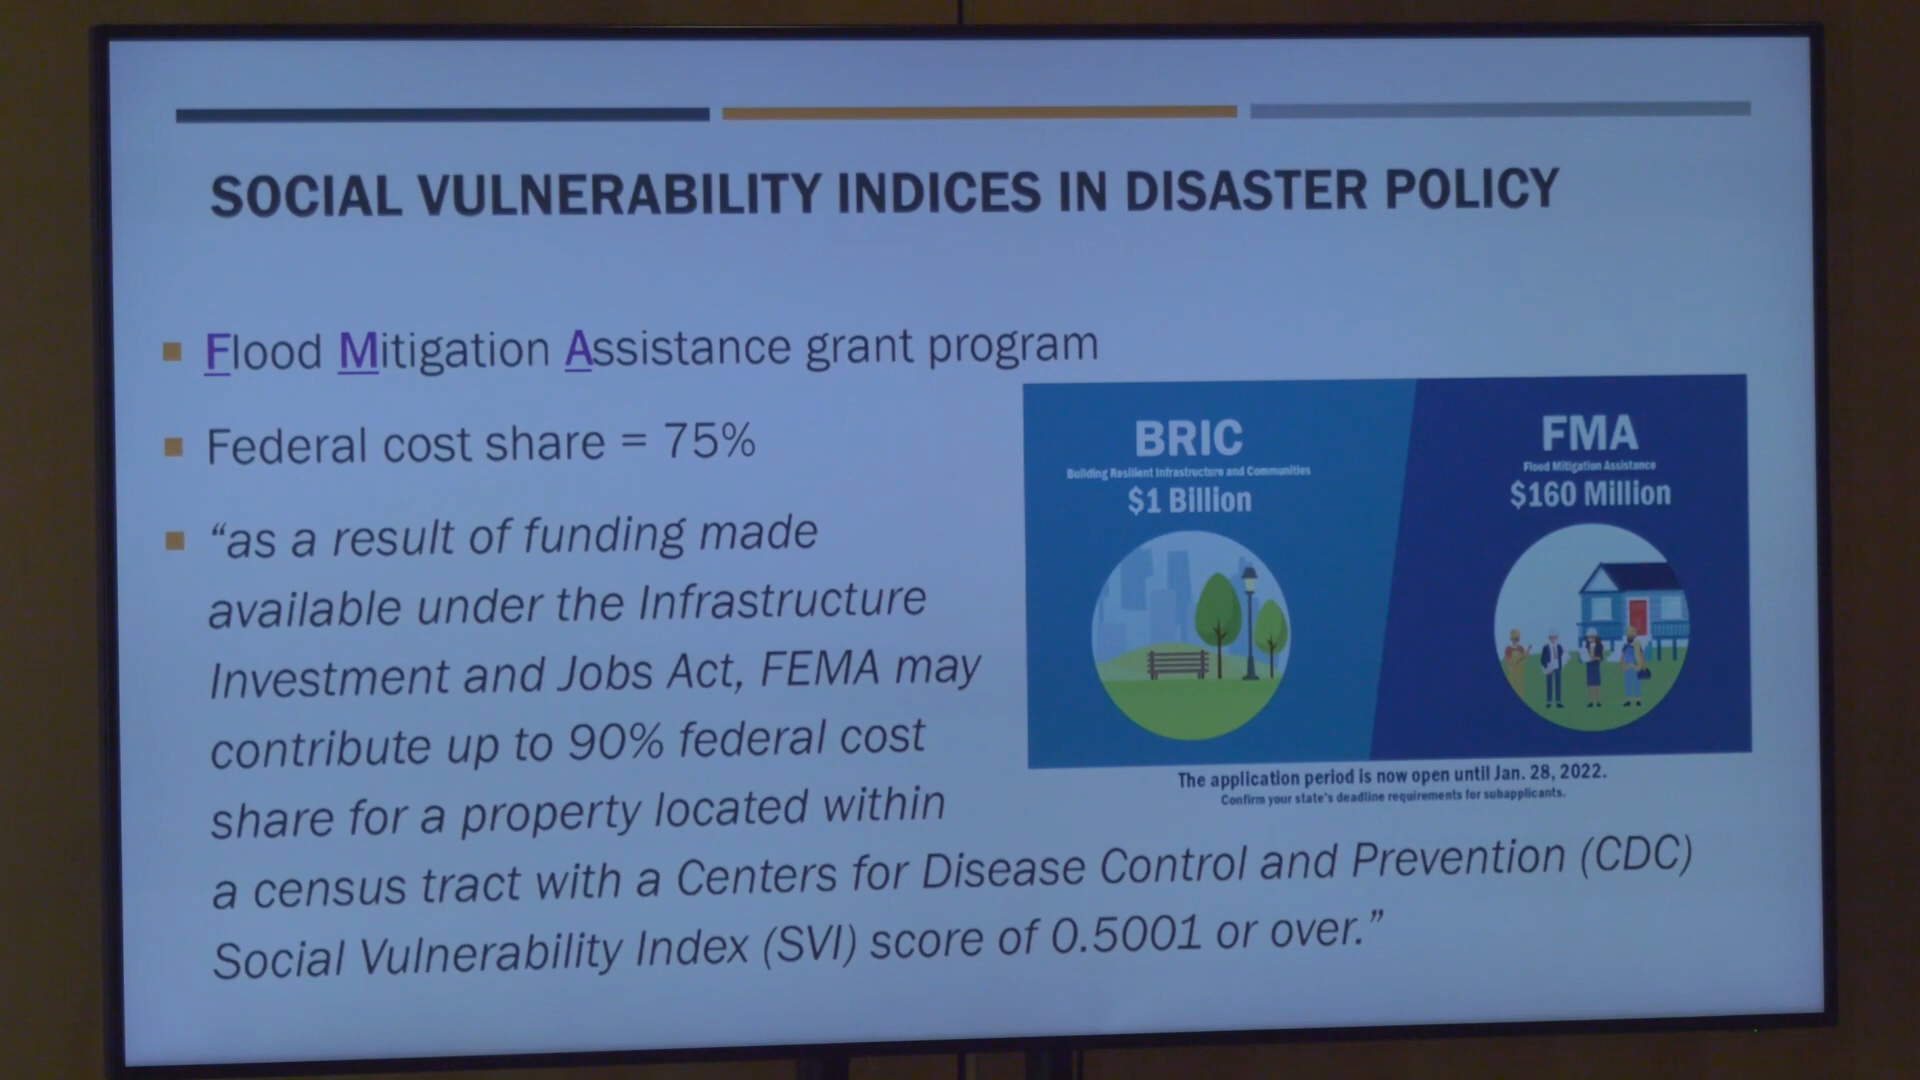 SOCIAL VULNERABILITY INDICES IN DISASTER POLICY
Flood Mitigation Assistance grant program
Federal cost share = 75%
“as a result of funding made
available under the Infrastructure
Investment and Jobs Act, FEMA may
contribute up to 90% federal cost
share for a property located within
a census tract with a Centers for Disease Control and Prevention (CDC)
Social Vulnerability Index (SVI) score of 0.5001 or over.”
BRIC
Building Resilient Infrastructure and Communities
$1 Billion
FMA
Flood Mitigation Assistance
$160 Million
The application period is now open until Jan. 28, 2022.
Confirm your state's deadline requirements for subapplicants.